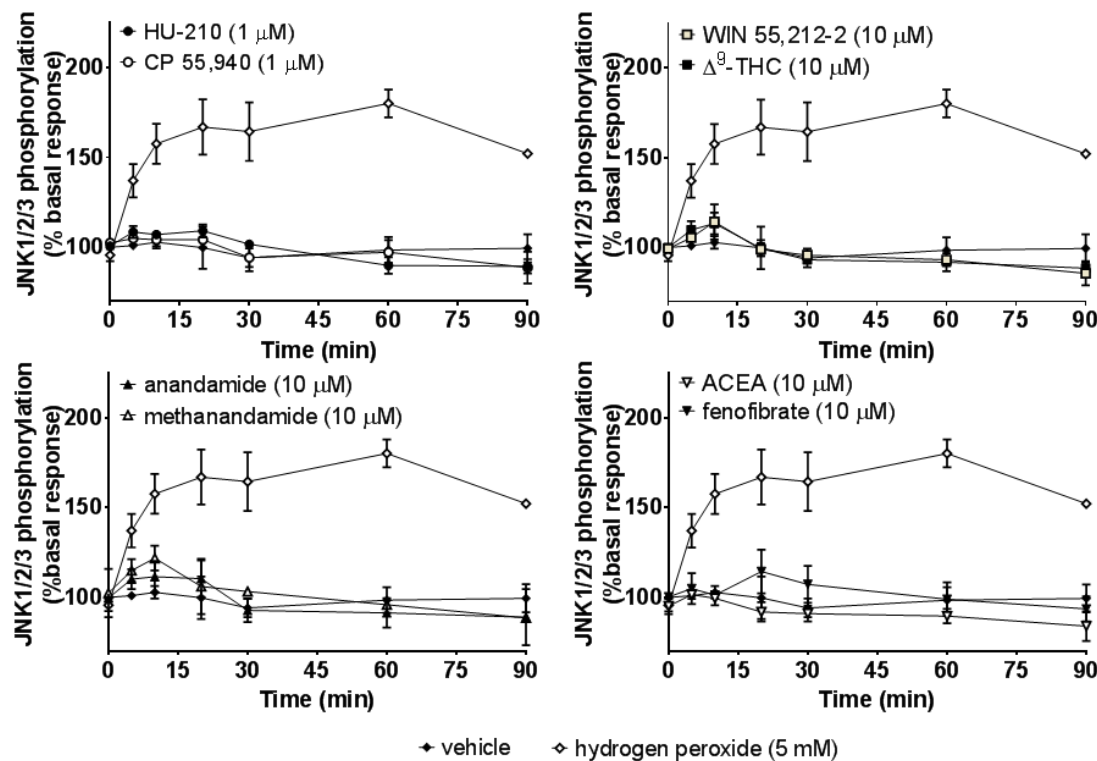 HU-210 (1 μM)
CP 55,940 (1 μM)
JNK1/2/3 phosphorylation
(% basal response)
200
150
100
0 15 30 45 60 75 90
Time (min)
WIN 55,212-2 (10 μM)
Δ⁹-THC (10 μM)
JNK1/2/3 phosphorylation
(% basal response)
200
150
100
0 15 30 45 60 75 90
Time (min)
anandamide (10 μM)
methanandamide (10 μM)
JNK1/2/3 phosphorylation
(%basal response)
200
150
100
0 15 30 45 60 75 90
Time (min)
ACEA (10 μM)
fenofibrate (10 μM)
JNK1/2/3 phosphorylation
(%basal response)
200
150
100
0 15 30 45 60 75 90
Time (min)
vehicle hydrogen peroxide (5 mM)